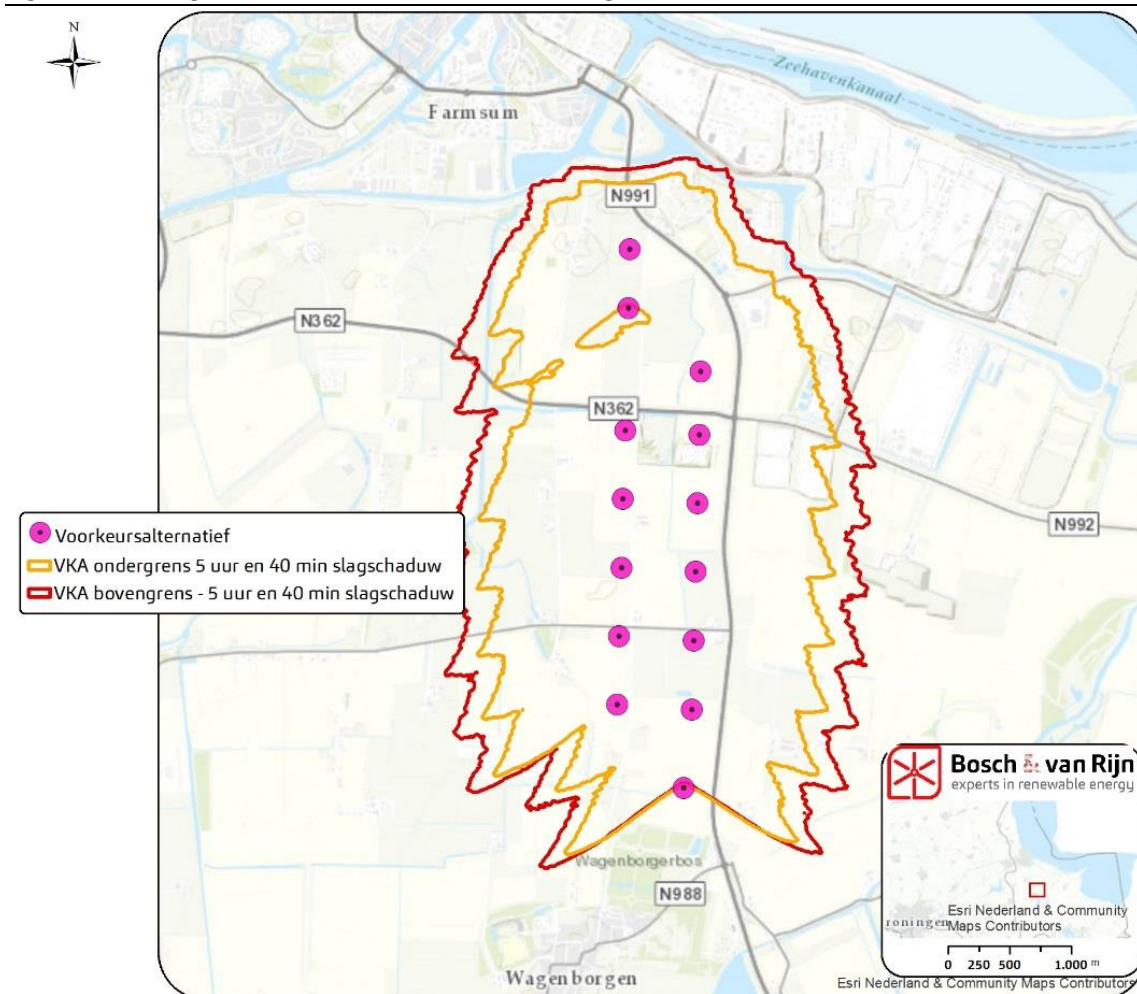 N
Zeehavenkanaal
Farmsum
N991
N362
N362
N992
Voorkeursalternatief
VKA ondergrens 5 uur en 40 min slagschaduw
VKA bovengrens - 5 uur en 40 min slagschaduw
Bosch & van Rijn
experts in renewable energy
Wagenborgerbos
N988
Wagenborgen
Esri Nederland & Community
roningen
Maps Contributors
0 250 500 1.000 m
Esri Nederland & Community Maps Contributors